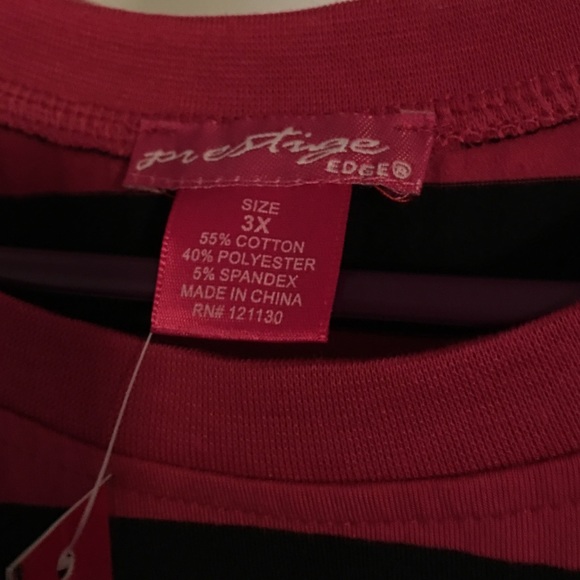 prestige
EDGE®
SIZE
3X
55% COTTON
40% POLYESTER
5% SPANDEX
MADE IN CHINA
RN# 121130